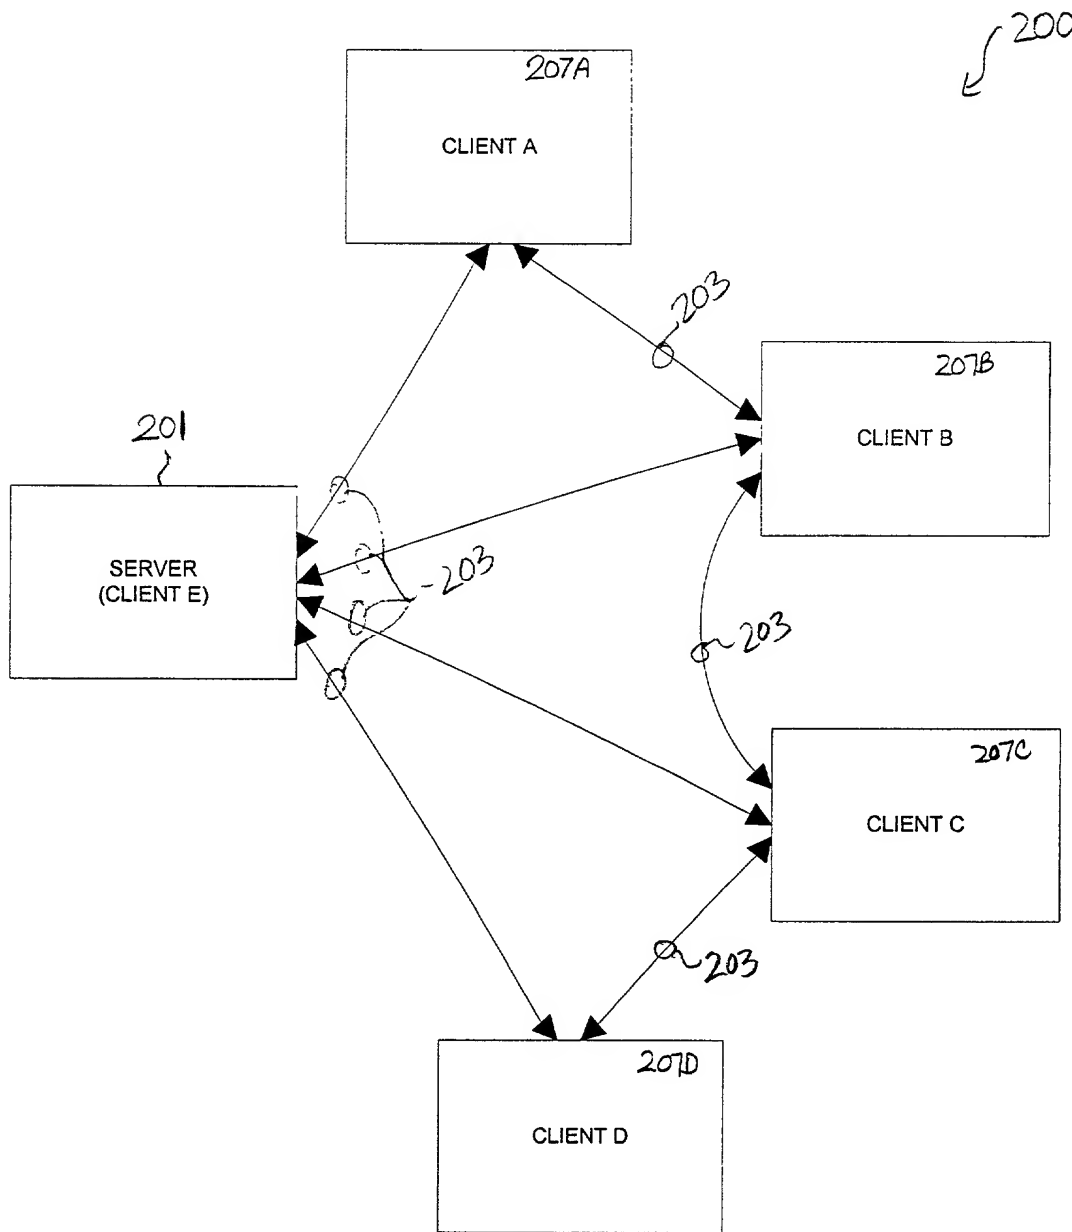 200
207A
CLIENT A
203
207B
CLIENT B
201
SERVER
(CLIENT E)
203
203
207C
CLIENT C
203
207D
CLIENT D